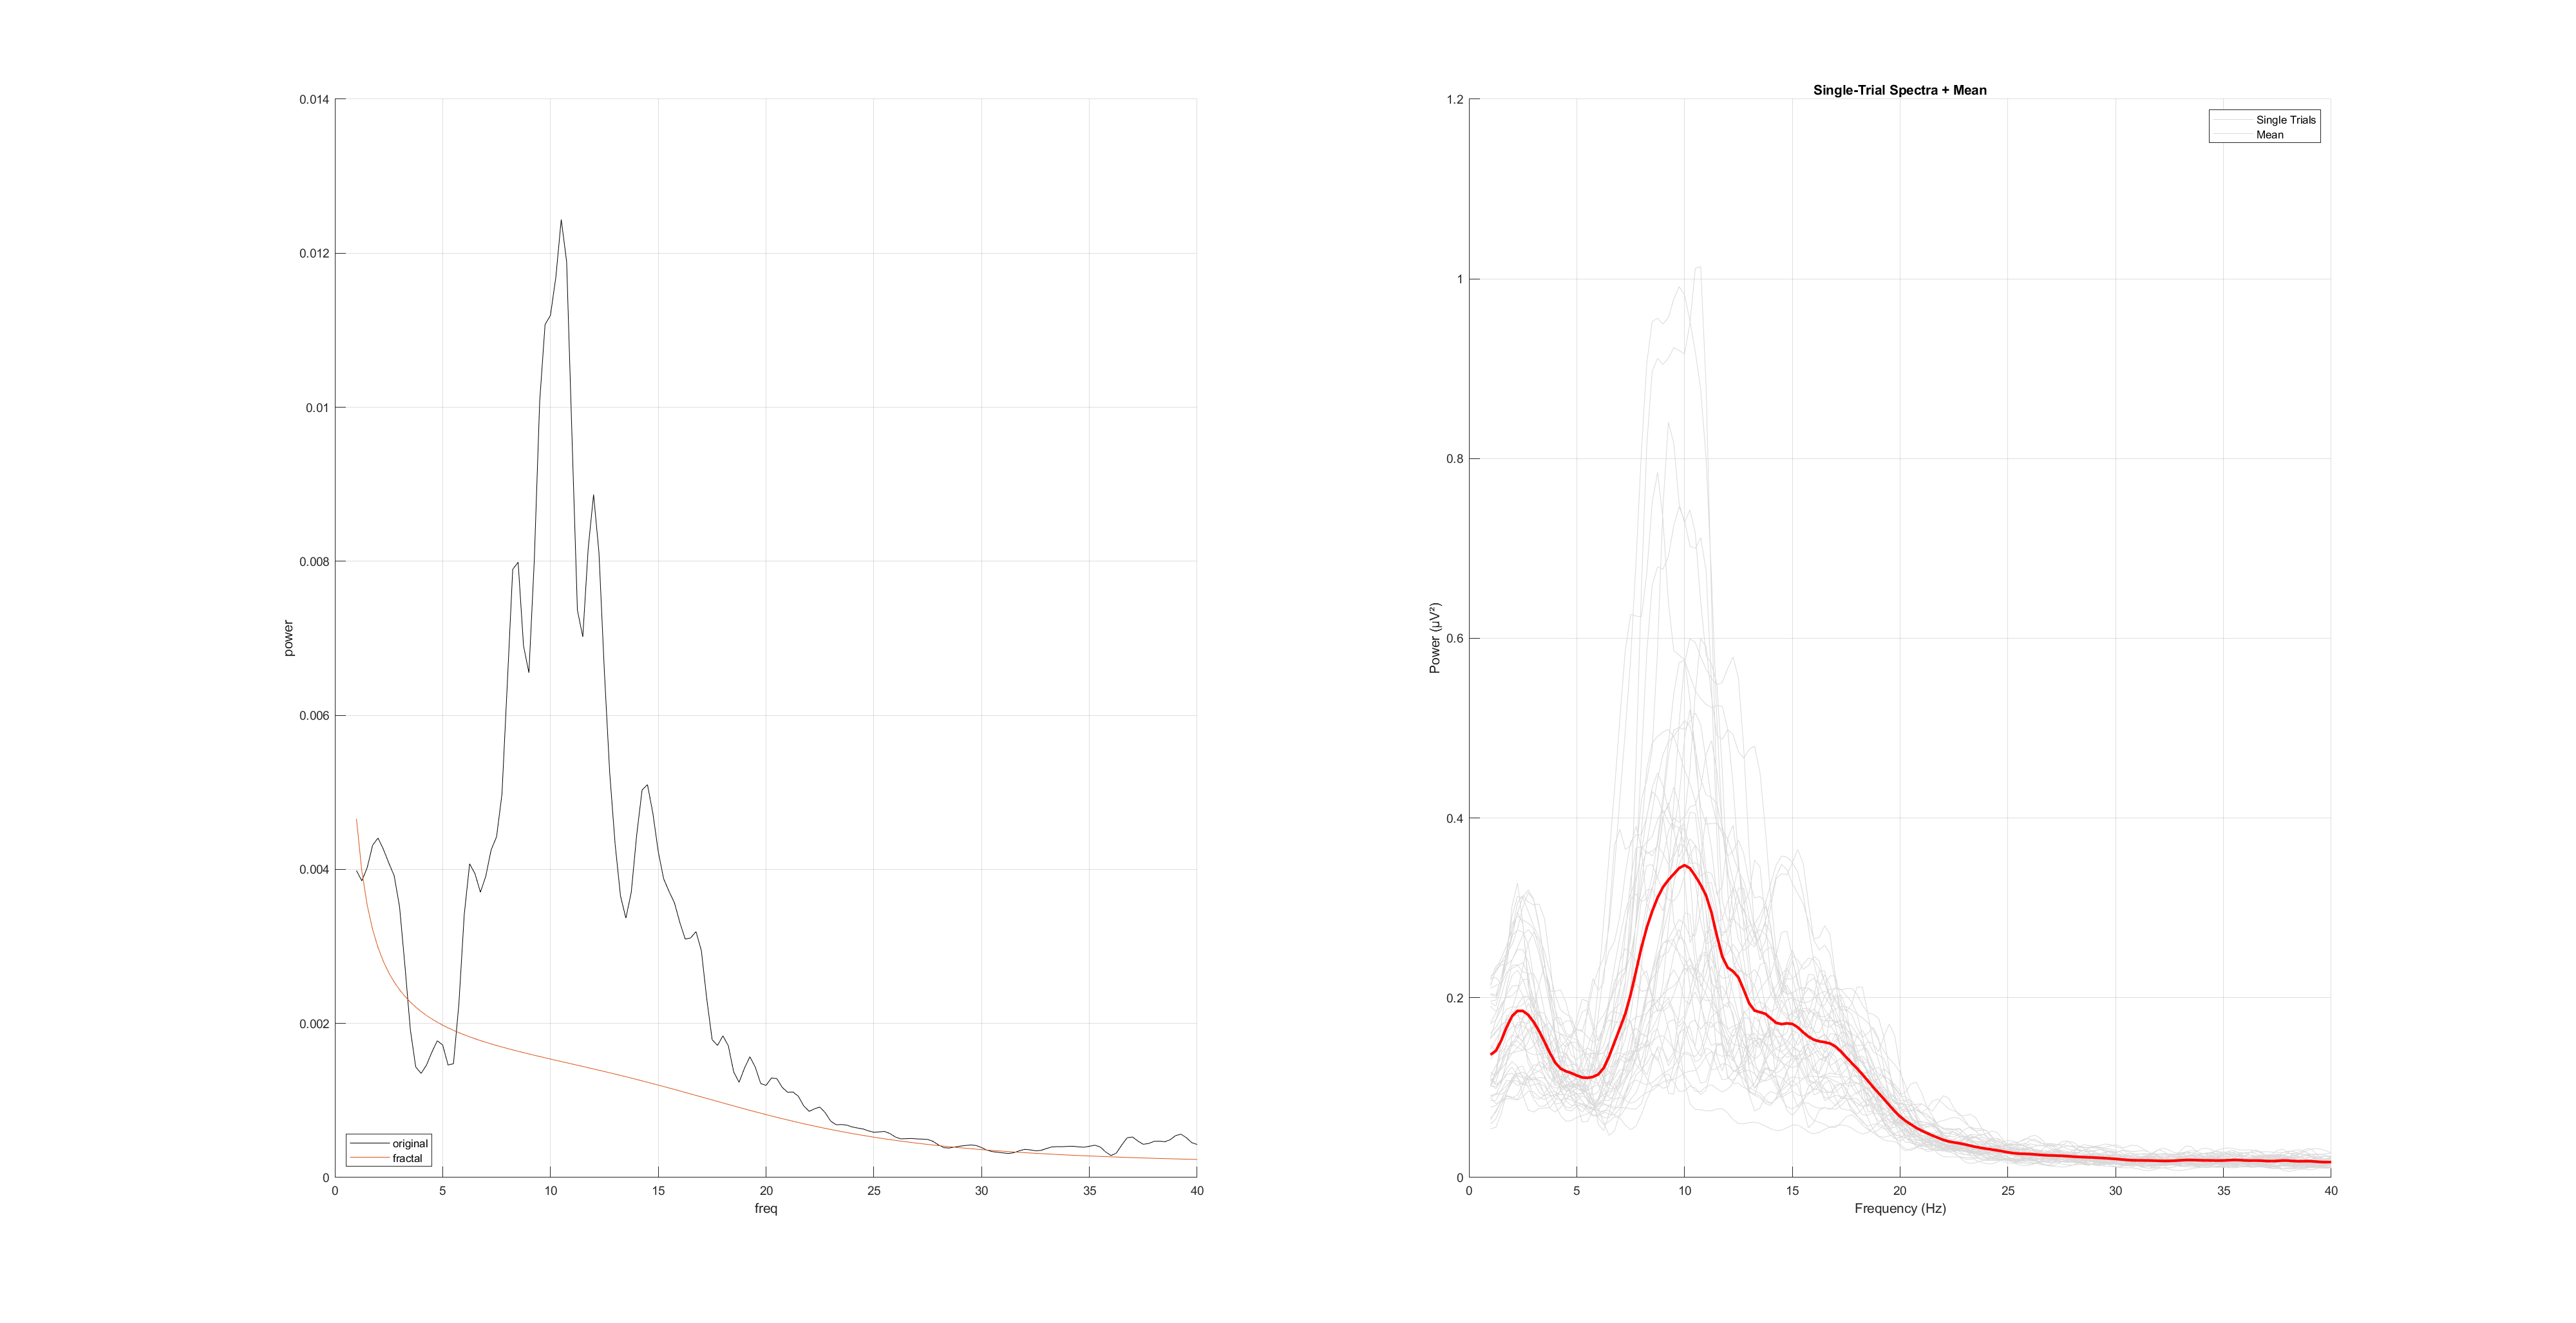 0.014
0.012
0.01
0.008
0.006
0.004
0.002
0
power
original
fractal
0 5 10 15 20 25 30 35 40
freq
Single-Trial Spectra + Mean
1.2
1
0.8
0.6
0.4
0.2
0
Power (µV²)
Single Trials
Mean
0 5 10 15 20 25 30 35 40
Frequency (Hz)